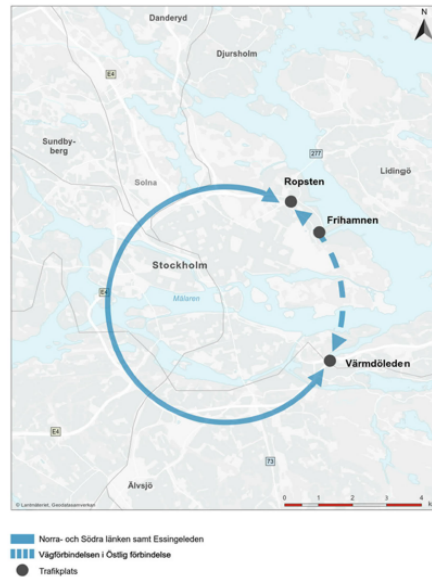 N
Danderyd
Djursholm
E4
Sundby-
berg
277
Lidingö
Solna
Ropsten
Frihamnen
Stockholm
E4
Mälaren
Värmdöleden
E4
73
Älvsjö
© Lantmäteriet, Geodatasamverkan
0 1 2 3 4
k
Norra- och Södra länken samt Essingeleden
Vägförbindelsen i Östlig förbindelse
Trafikplats